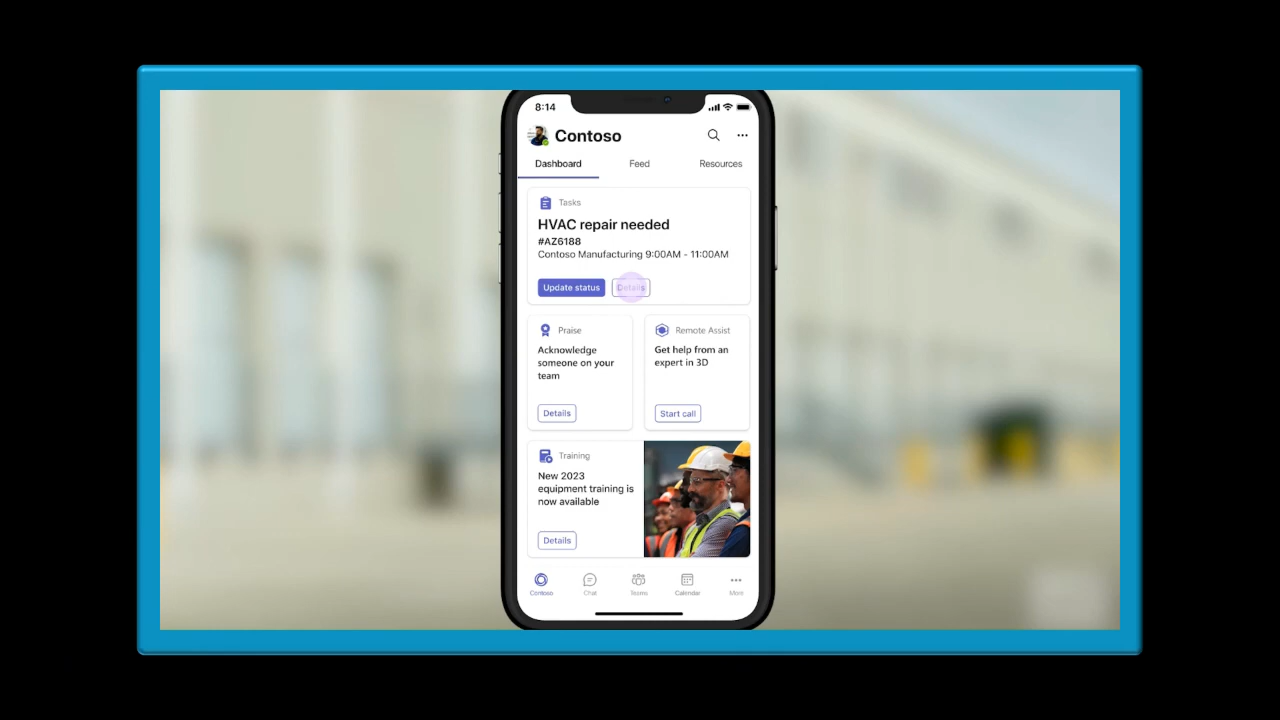 8:14
Contoso
Dashboard Feed Resources
Tasks
HVAC repair needed
#AZ6188
Contoso Manufacturing 9:00AM - 11:00AM
Update status Details
Praise
Acknowledge
someone on your
team
Details
Remote Assist
Get help from an
expert in 3D
Start call
Training
New 2023
equipment training is
now available
Details
Contoso Chat Teams Calendar More